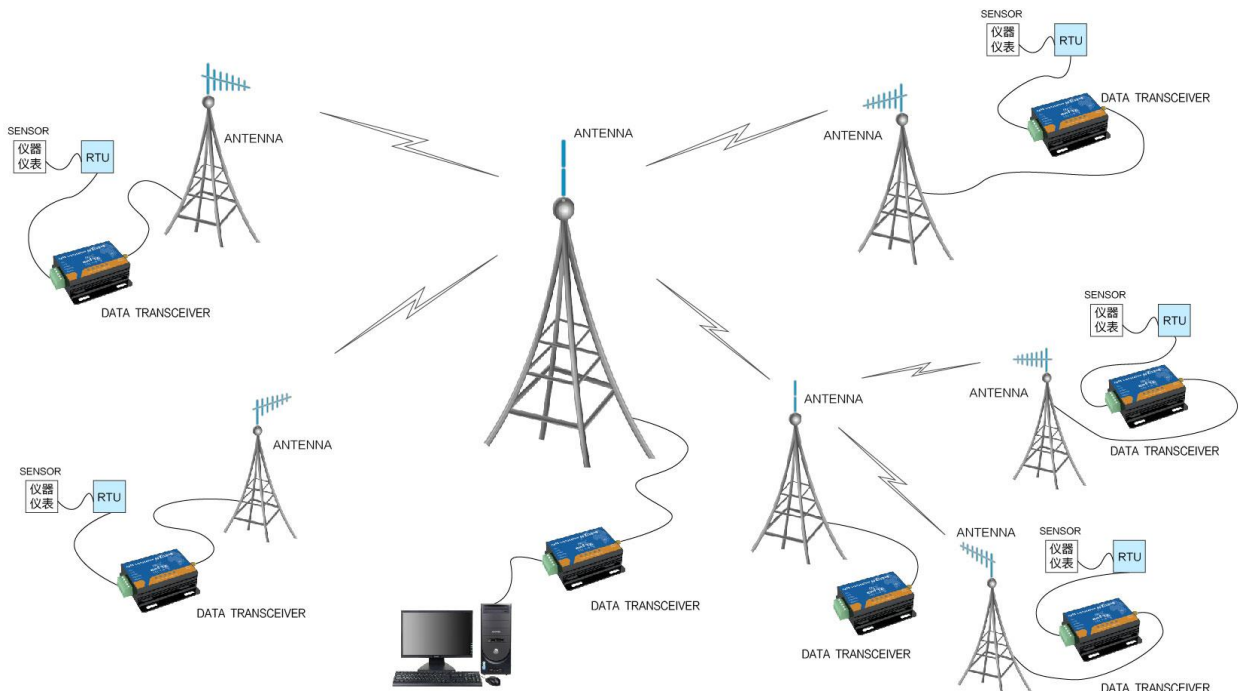 SENSOR
仪器
仪表
RTU
DATA TRANSCEIVER
ANTENNA
ANTENNA
ANTENNA
SENSOR
仪器
仪表
RTU
ANTENNA
DATA TRANSCEIVER
SENSOR
仪器
仪表
RTU
ANTENNA
ANTENNA
DATA TRANSCEIVER
ANTENNA
SENSOR
仪器
仪表
RTU
DATA TRANSCEIVER
DATA TRANSCEIVER
DATA TRANSCEIVER
ANTENNA
SENSOR
仪器
仪表
RTU
DATA TRANSCEIVER